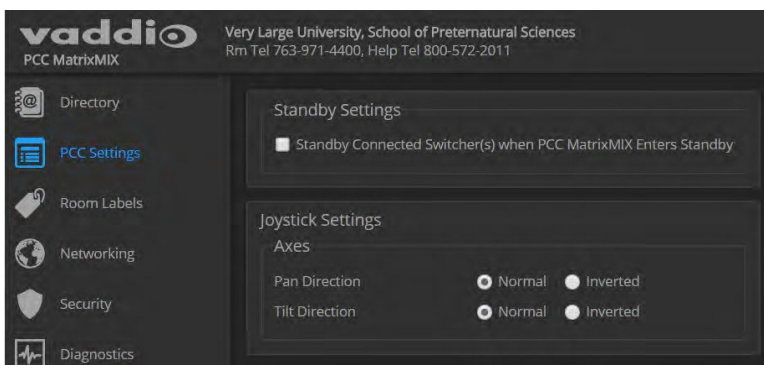 vaddio
PCC MatrixMIX
Very Large University, School of Preternatural Sciences
Rm Tel 763-971-4400, Help Tel 800-572-2011
Directory
PCC Settings
Room Labels
Networking
Security
Diagnostics
Standby Settings
Standby Connected Switcher(s) when PCC MatrixMIX Enters Standby
Joystick Settings
Axes
Pan Direction Normal Inverted
Tilt Direction Normal Inverted